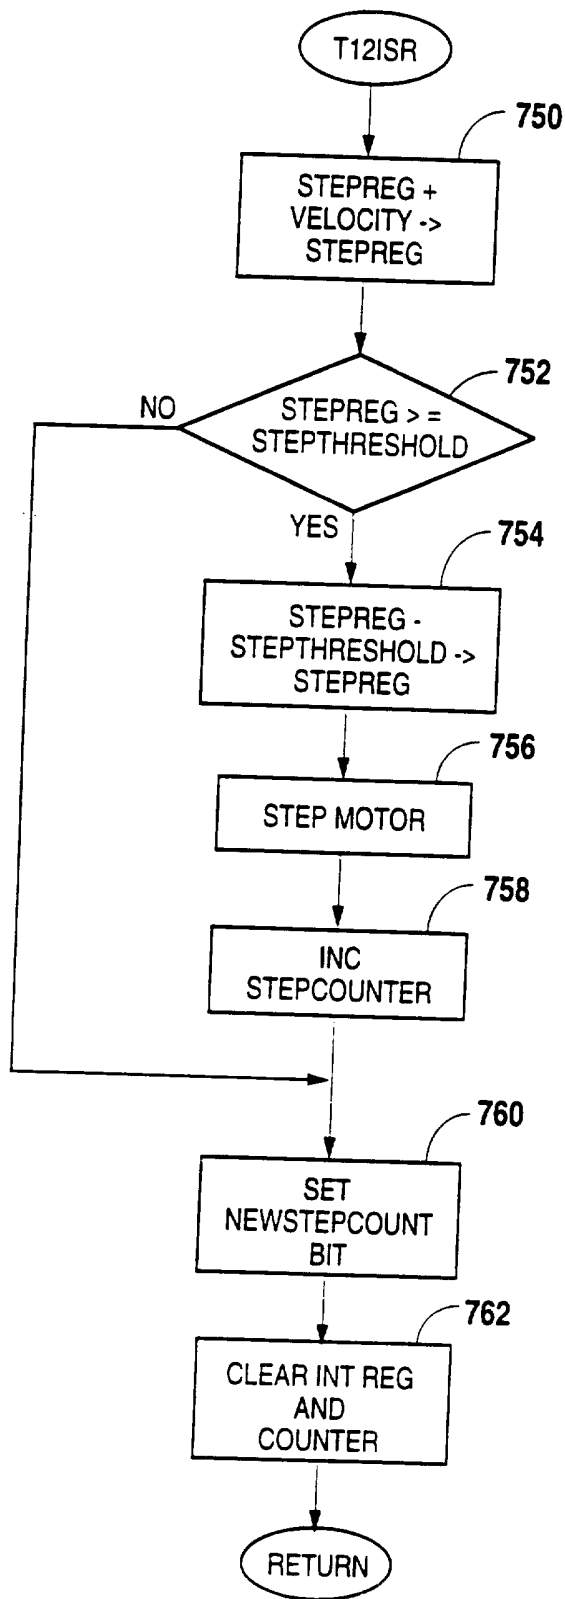 T12ISR
750
STEPREG +
VELOCITY ->
STEPREG
752
NO
STEPREG > =
STEPTHRESHOLD
YES
754
STEPREG -
STEPTHRESHOLD ->
STEPREG
756
STEP MOTOR
758
INC
STEPCOUNTER
760
SET
NEWSTEPCOUNT
BIT
762
CLEAR INT REG
AND
COUNTER
RETURN